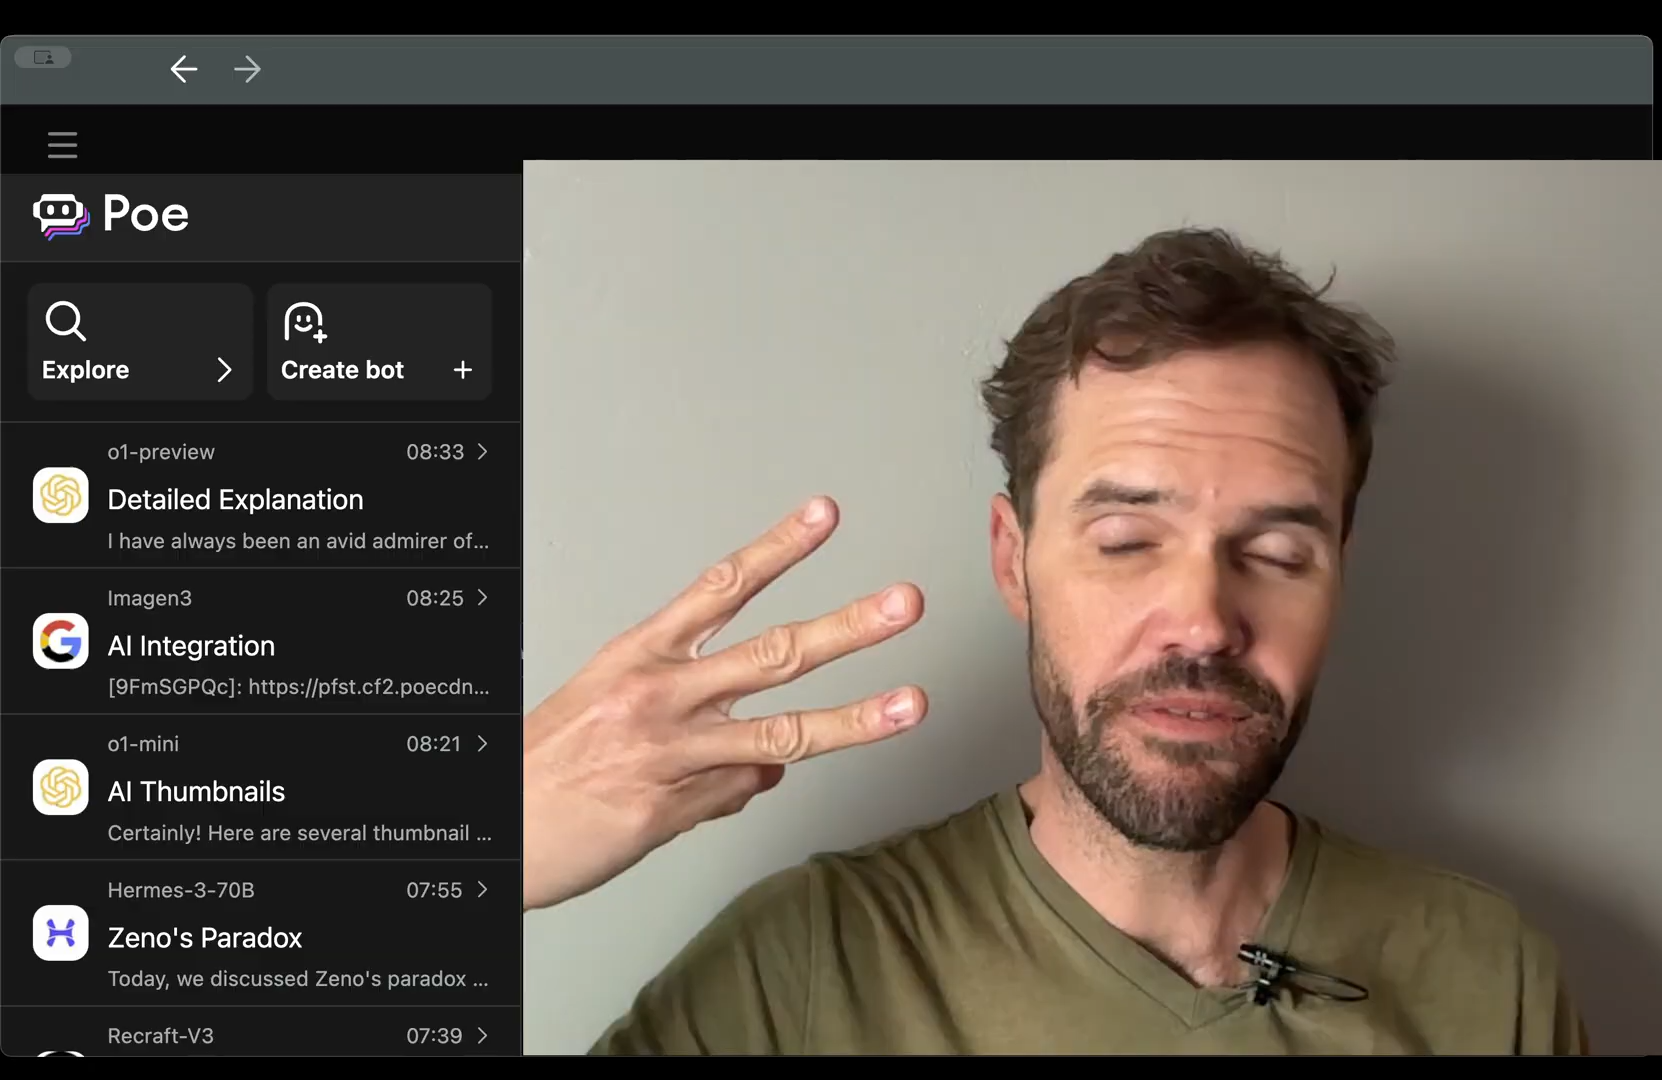 Poe
Explore
Create bot
o1-preview 08:33
Detailed Explanation
I have always been an avid admirer of...
Imagen3 08:25
AI Integration
[9FmSGPQc]: https://pfst.cf2.poecdn...
o1-mini 08:21
AI Thumbnails
Certainly! Here are several thumbnail ...
Hermes-3-70B 07:55
Zeno's Paradox
Today, we discussed Zeno's paradox ...
Recraft-V3 07:39